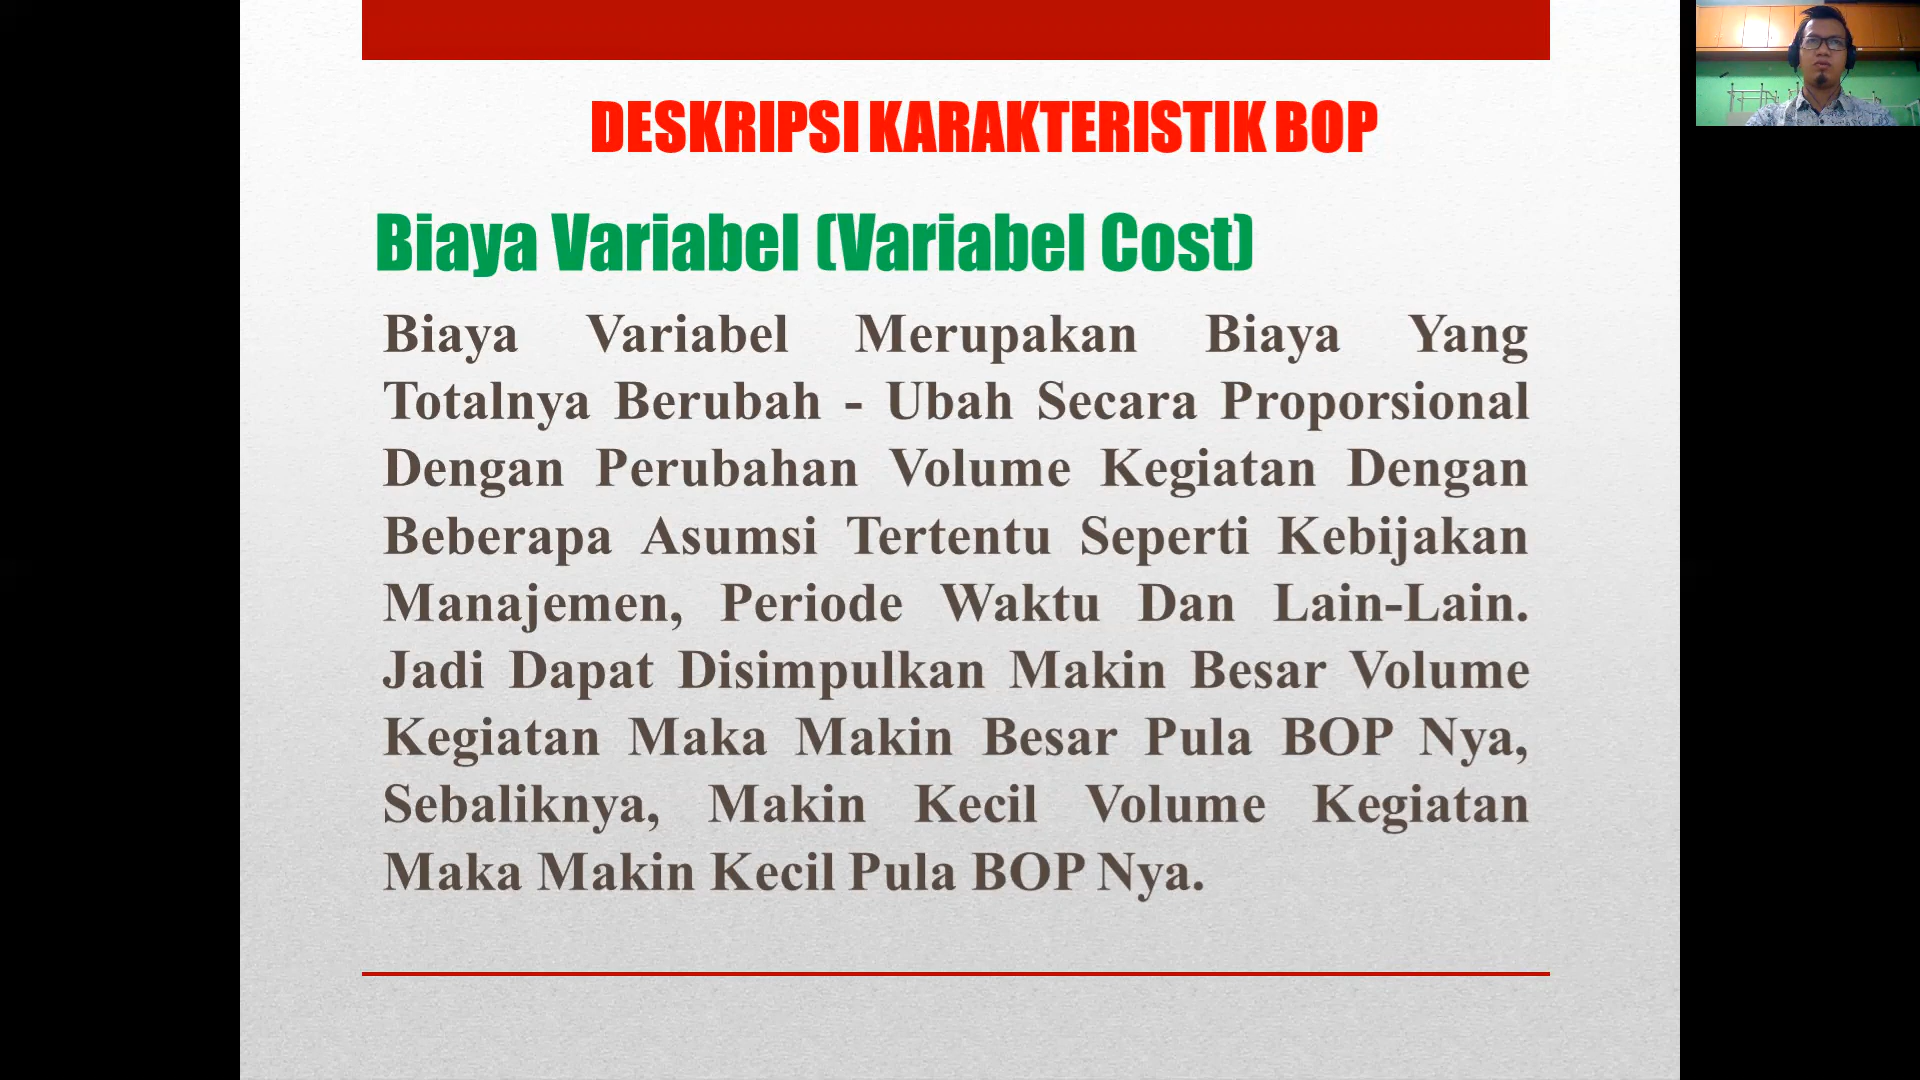 DESKRIPSI KARAKTERISTIK BOP
Biaya Variabel (Variabel Cost)
Biaya Variabel Merupakan Biaya Yang
Totalnya Berubah - Ubah Secara Proporsional
Dengan Perubahan Volume Kegiatan Dengan
Beberapa Asumsi Tertentu Seperti Kebijakan
Manajemen, Periode Waktu Dan Lain-Lain.
Jadi Dapat Disimpulkan Makin Besar Volume
Kegiatan Maka Makin Besar Pula BOP Nya,
Sebaliknya, Makin Kecil Volume Kegiatan
Maka Makin Kecil Pula BOP Nya.